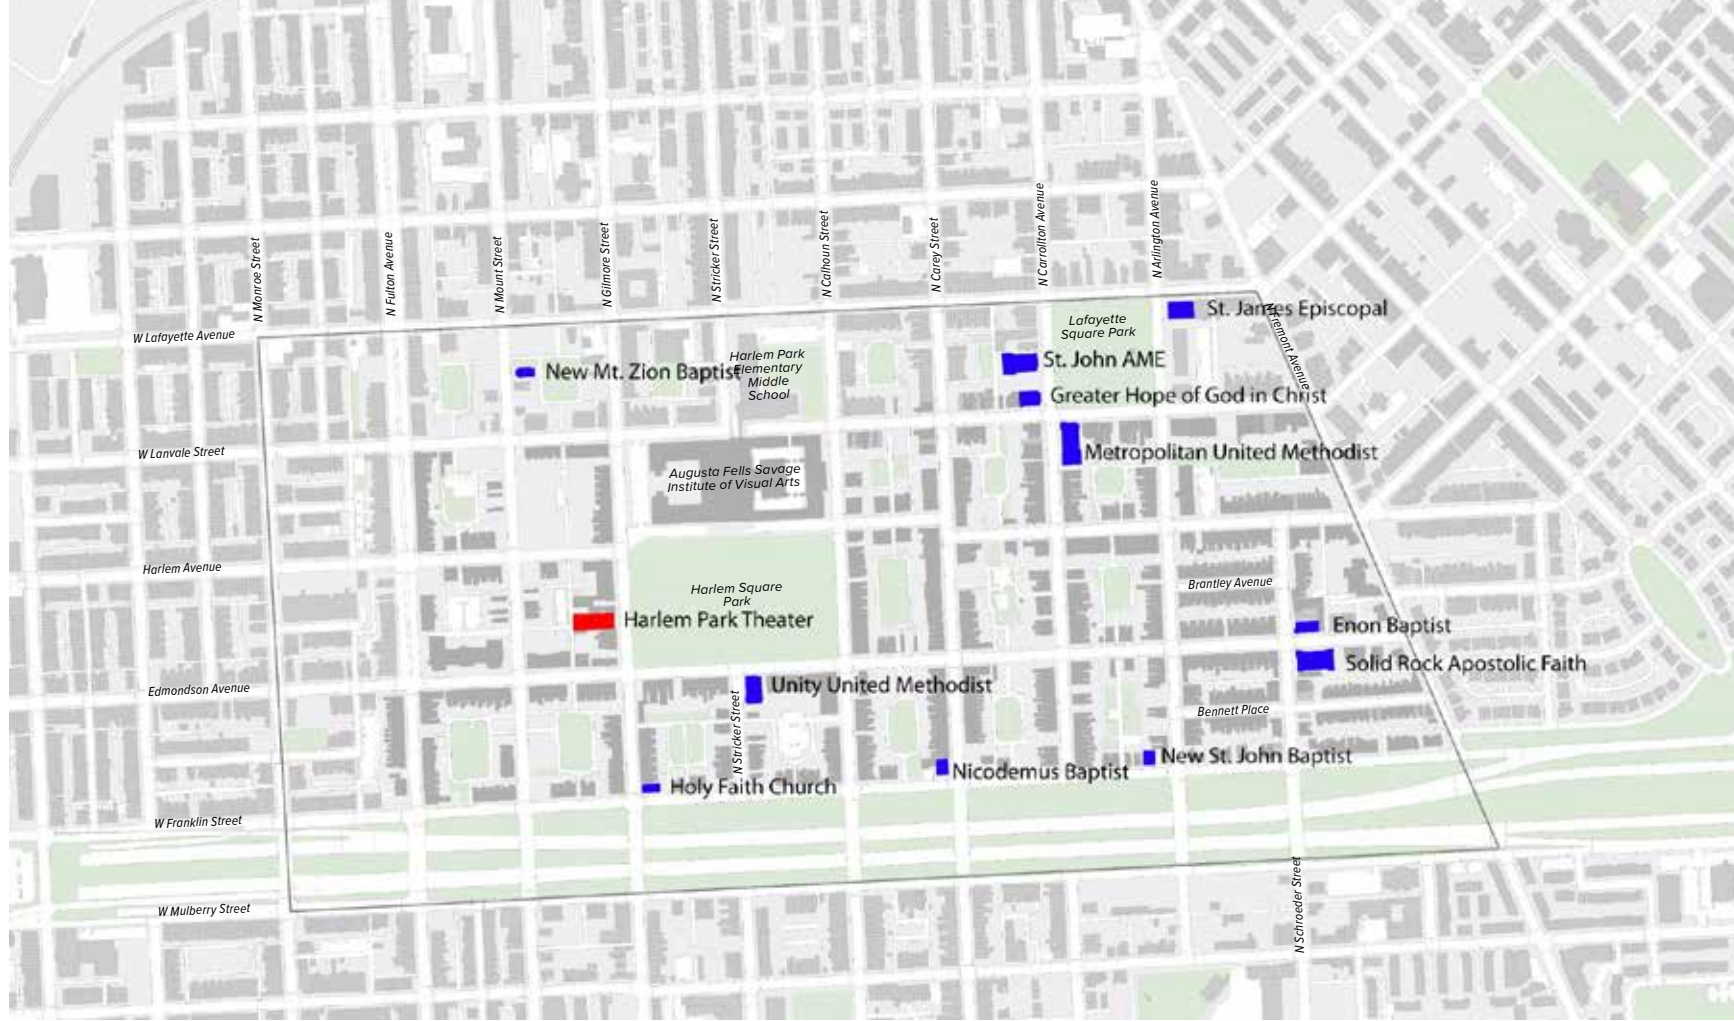 N Monroe Street
N Fulton Avenue
N Mount Street
N Gilmore Street
N Stricker Street
N Calhoun Street
N Carey Street
N Carrollton Avenue
N Arlington Avenue
W Lafayette Avenue
St. James Episcopal
N Fremont Avenue
Lafayette
Square Park
New Mt. Zion Baptist
Harlem Park
Elementary
Middle
School
St. John AME
Greater Hope of God in Christ
W Lanvale Street
Metropolitan United Methodist
Augusta Fells Savage
Institute of Visual Arts
Harlem Avenue
Harlem Square
Park
Brantley Avenue
Harlem Park Theater
Enon Baptist
Solid Rock Apostolic Faith
Edmondson Avenue
Unity United Methodist
N Stricker Street
Bennett Place
New St. John Baptist
Nicodemus Baptist
Holy Faith Church
W Franklin Street
W Mulberry Street
N Schroeder Street